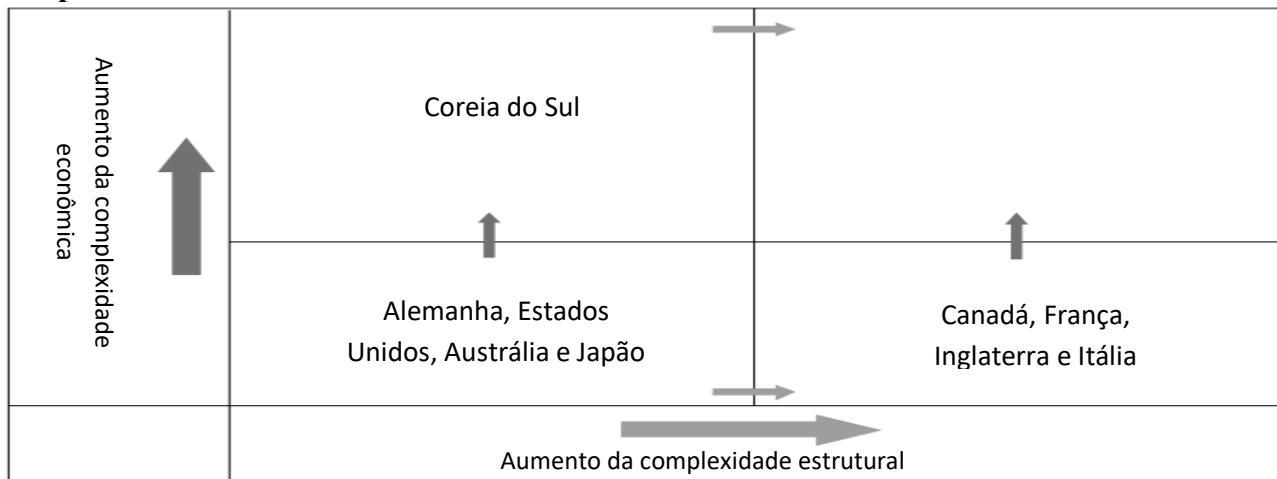 Aumento da complexidade
econômica
Coreia do Sul
Alemanha, Estados
Unidos, Austrália e Japão
Canadá, França,
Inglaterra e Itália
Aumento da complexidade estrutural